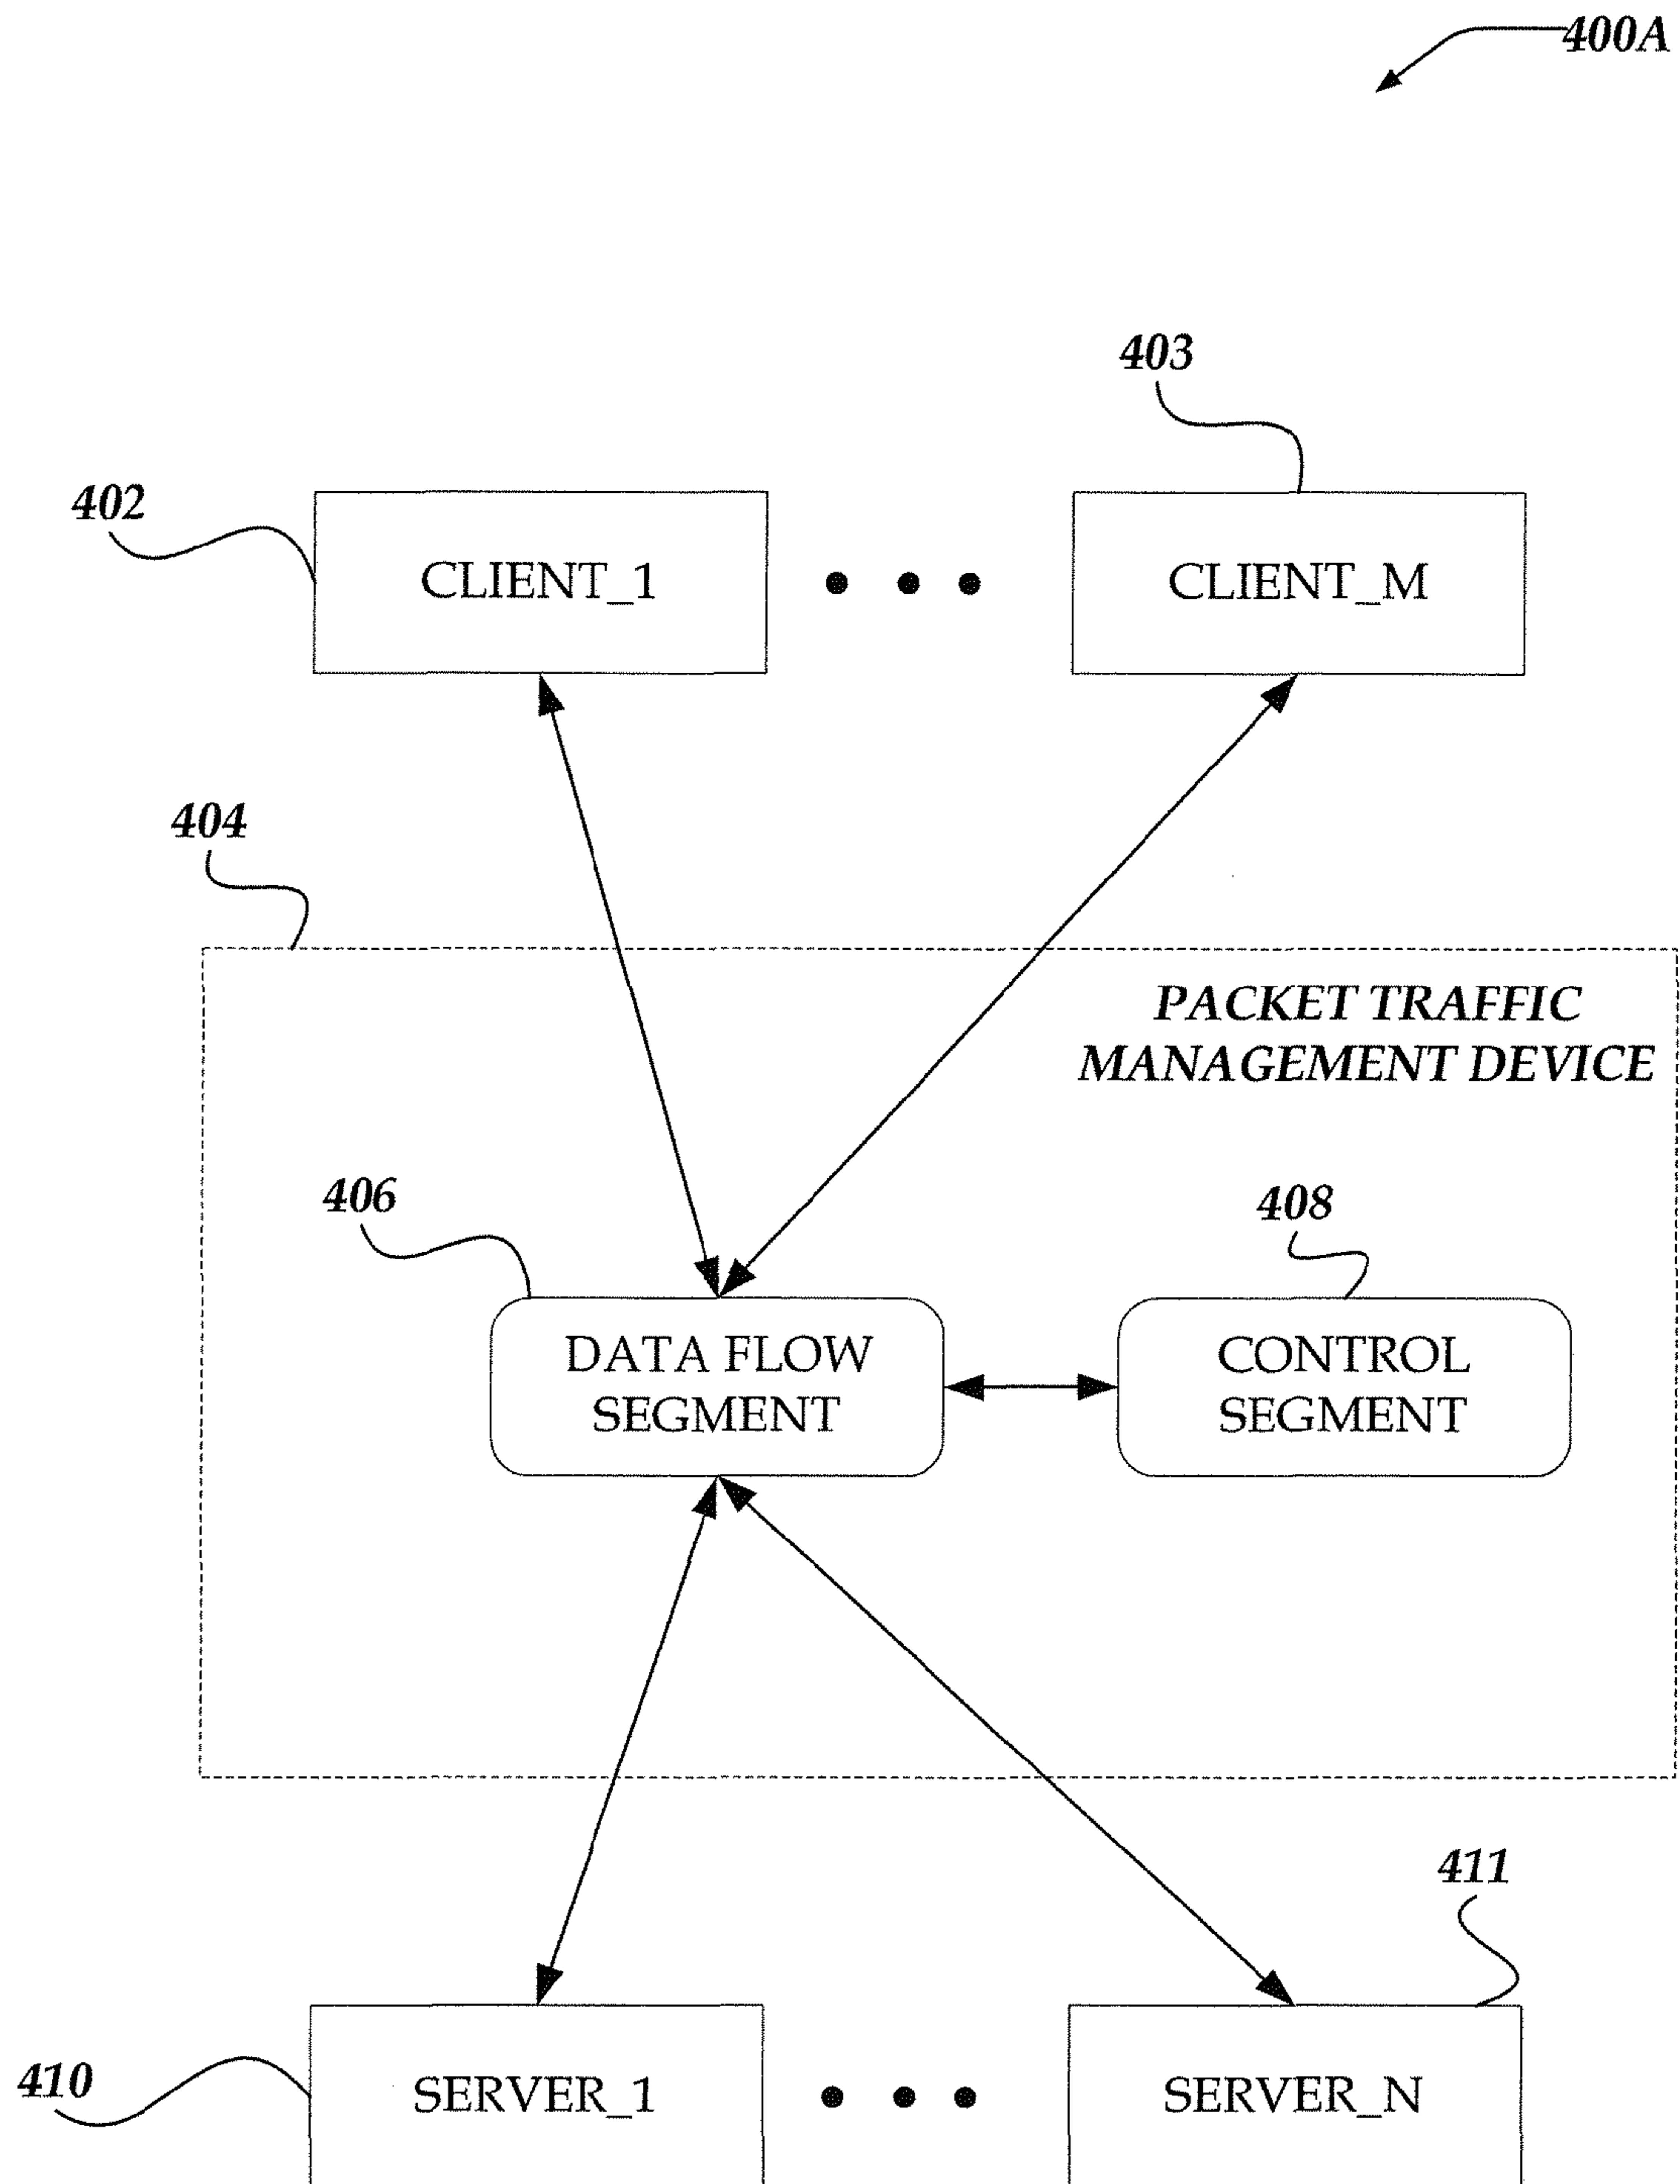 400A
403
402
CLIENT_1
CLIENT_M
404
PACKET TRAFFIC
MANAGEMENT DEVICE
406
408
DATA FLOW
SEGMENT
CONTROL
SEGMENT
411
410
SERVER_1
SERVER_N